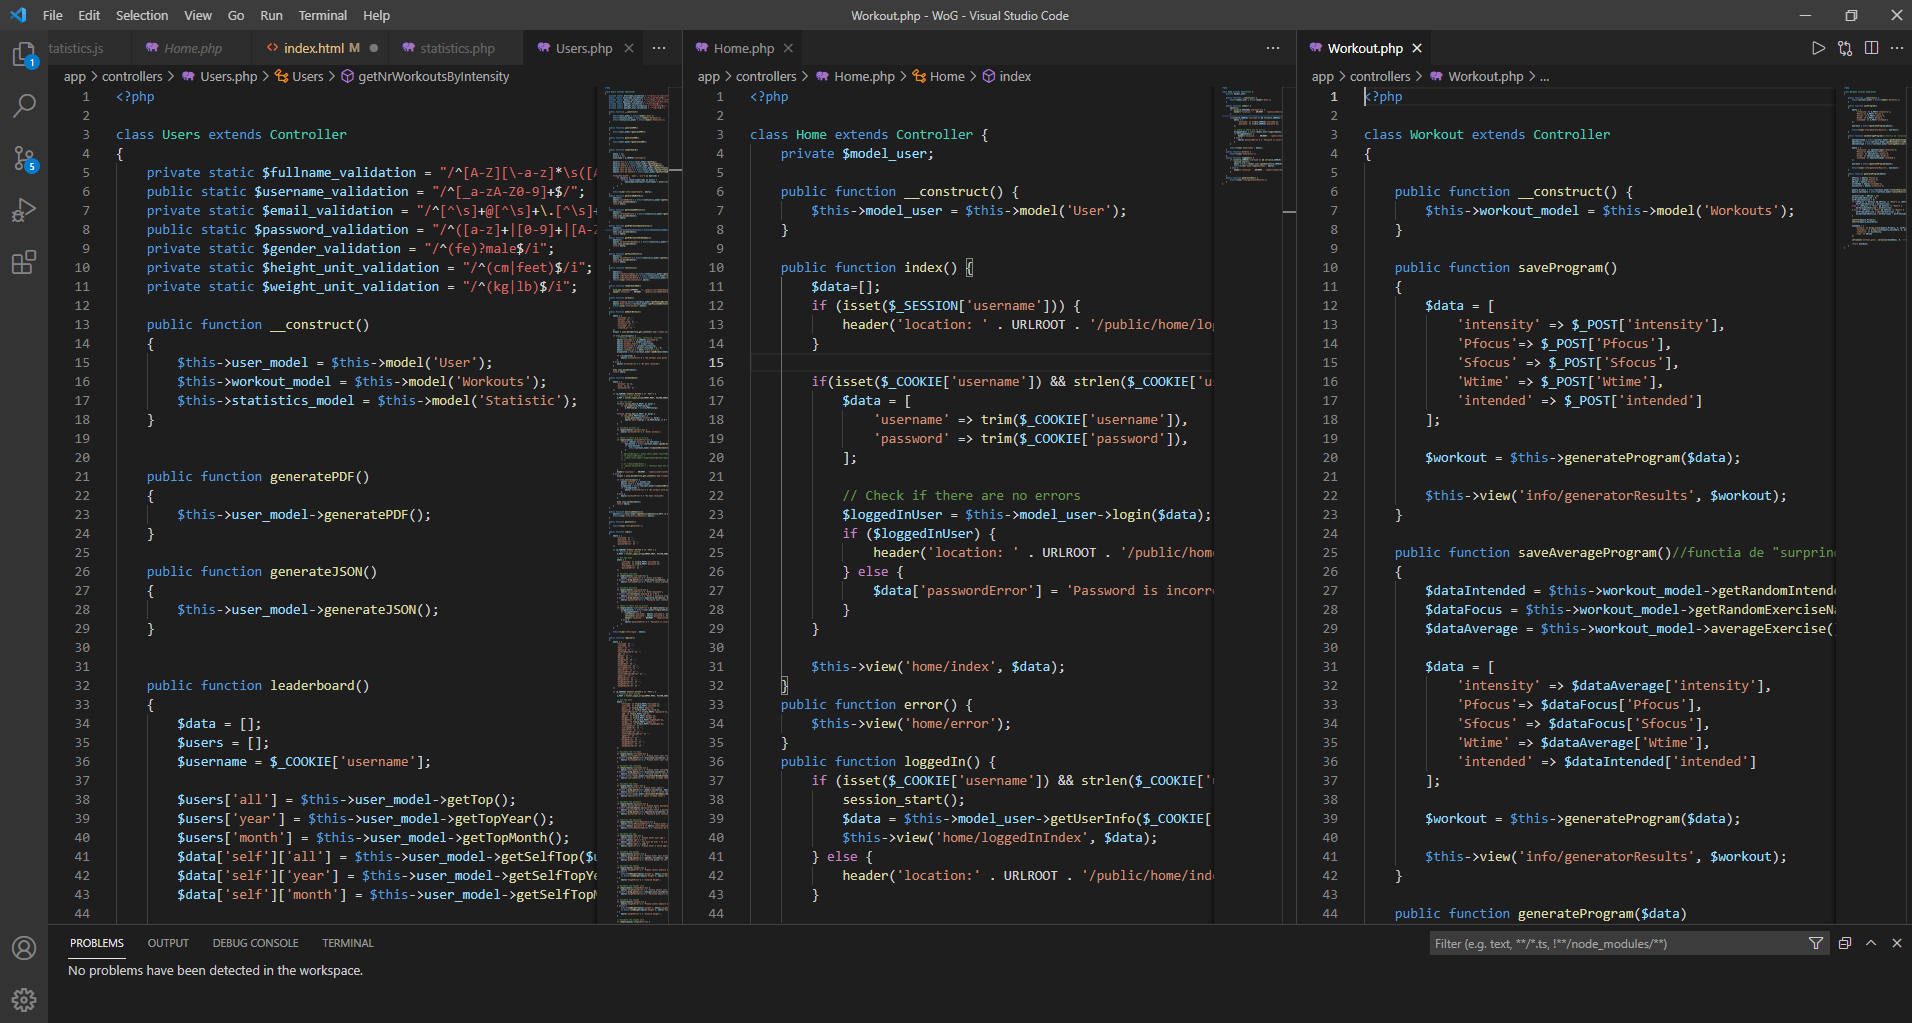 File Edit Selection View Go Run Terminal Help
Workout.php - WoG - Visual Studio Code
1
5
tatistics.js Home.php index.html M statistics.php Users.php
app > controllers > Users.php > Users > getNrWorkoutsByIntensity
1 <?php
2
3 class Users extends Controller
4 {
5 private static $fullname_validation = "/^[A-Z][\-a-z]*\s([A
6 public static $username_validation = "/^[_a-zA-Z0-9]+$/";
7 private static $email_validation = "/^[^\s]+@[^\s]+\.[^\s]+
8 public static $password_validation = "/^([a-z]+|[0-9]+|[A-Z
9 private static $gender_validation = "/^(fe)?male$/i";
10 private static $height_unit_validation = "/^(cm|feet)$/i";
11 private static $weight_unit_validation = "/^(kg|lb)$/i";
12
13 public function __construct()
14 {
15 $this->user_model = $this->model('User');
16 $this->workout_model = $this->model('Workouts');
17 $this->statistics_model = $this->model('Statistic');
18 }
19
20
21 public function generatePDF()
22 {
23 $this->user_model->generatePDF();
24 }
25
26 public function generateJSON()
27 {
28 $this->user_model->generateJSON();
29 }
30
31
32 public function leaderboard()
33 {
34 $data = [];
35 $users = [];
36 $username = $_COOKIE['username'];
37
38 $users['all'] = $this->user_model->getTop();
39 $users['year'] = $this->user_model->getTopYear();
40 $users['month'] = $this->user_model->getTopMonth();
41 $data['self']['all'] = $this->user_model->getSelfTop($u
42 $data['self']['year'] = $this->user_model->getSelfTopYe
43 $data['self']['month'] = $this->user_model->getSelfTopM
44
Home.php
app > controllers > Home.php > Home > index
1 <?php
2
3 class Home extends Controller {
4 private $model_user;
5
6 public function __construct() {
7 $this->model_user = $this->model('User');
8 }
9
10 public function index() {
11 $data=[];
12 if (isset($_SESSION['username'])) {
13 header('location: ' . URLROOT . '/public/home/log
14 }
15
16 if(isset($_COOKIE['username']) && strlen($_COOKIE['u
17 $data = [
18 'username' => trim($_COOKIE['username']),
19 'password' => trim($_COOKIE['password']),
20 ];
21
22 // Check if there are no errors
23 $loggedInUser = $this->model_user->login($data);
24 if ($loggedInUser) {
25 header('location: ' . URLROOT . '/public/hom
26 } else {
27 $data['passwordError'] = 'Password is incorr
28 }
29 }
30
31 $this->view('home/index', $data);
32 }
33 public function error() {
34 $this->view('home/error');
35 }
36 public function loggedIn() {
37 if (isset($_COOKIE['username']) && strlen($_COOKIE['
38 session_start();
39 $data = $this->model_user->getUserInfo($_COOKIE[
40 $this->view('home/loggedInIndex', $data);
41 } else {
42 header('location:' . URLROOT . '/public/home/ind
43 }
44
Workout.php
app > controllers > Workout.php > ...
1 <?php
2
3 class Workout extends Controller
4 {
5
6 public function __construct() {
7 $this->workout_model = $this->model('Workouts');
8 }
9
10 public function saveProgram()
11 {
12 $data = [
13 'intensity' => $_POST['intensity'],
14 'Pfocus'=> $_POST['Pfocus'],
15 'Sfocus' => $_POST['Sfocus'],
16 'Wtime' => $_POST['Wtime'],
17 'intended' => $_POST['intended']
18 ];
19
20 $workout = $this->generateProgram($data);
21
22 $this->view('info/generatorResults', $workout);
23 }
24
25 public function saveAverageProgram()//functia de "surprin
26 {
27 $dataIntended = $this->workout_model->getRandomIntende
28 $dataFocus = $this->workout_model->getRandomExerciseNa
29 $dataAverage = $this->workout_model->averageExercise()
30
31 $data = [
32 'intensity' => $dataAverage['intensity'],
33 'Pfocus'=> $dataFocus['Pfocus'],
34 'Sfocus' => $dataFocus['Sfocus'],
35 'Wtime' => $dataAverage['Wtime'],
36 'intended' => $dataIntended['intended']
37 ];
38
39 $workout = $this->generateProgram($data);
40
41 $this->view('info/generatorResults', $workout);
42 }
43
44 public function generateProgram($data)
PROBLEMS OUTPUT DEBUG CONSOLE TERMINAL
Filter (e.g. text, **/*.ts, !**/node_modules/**)
No problems have been detected in the workspace.